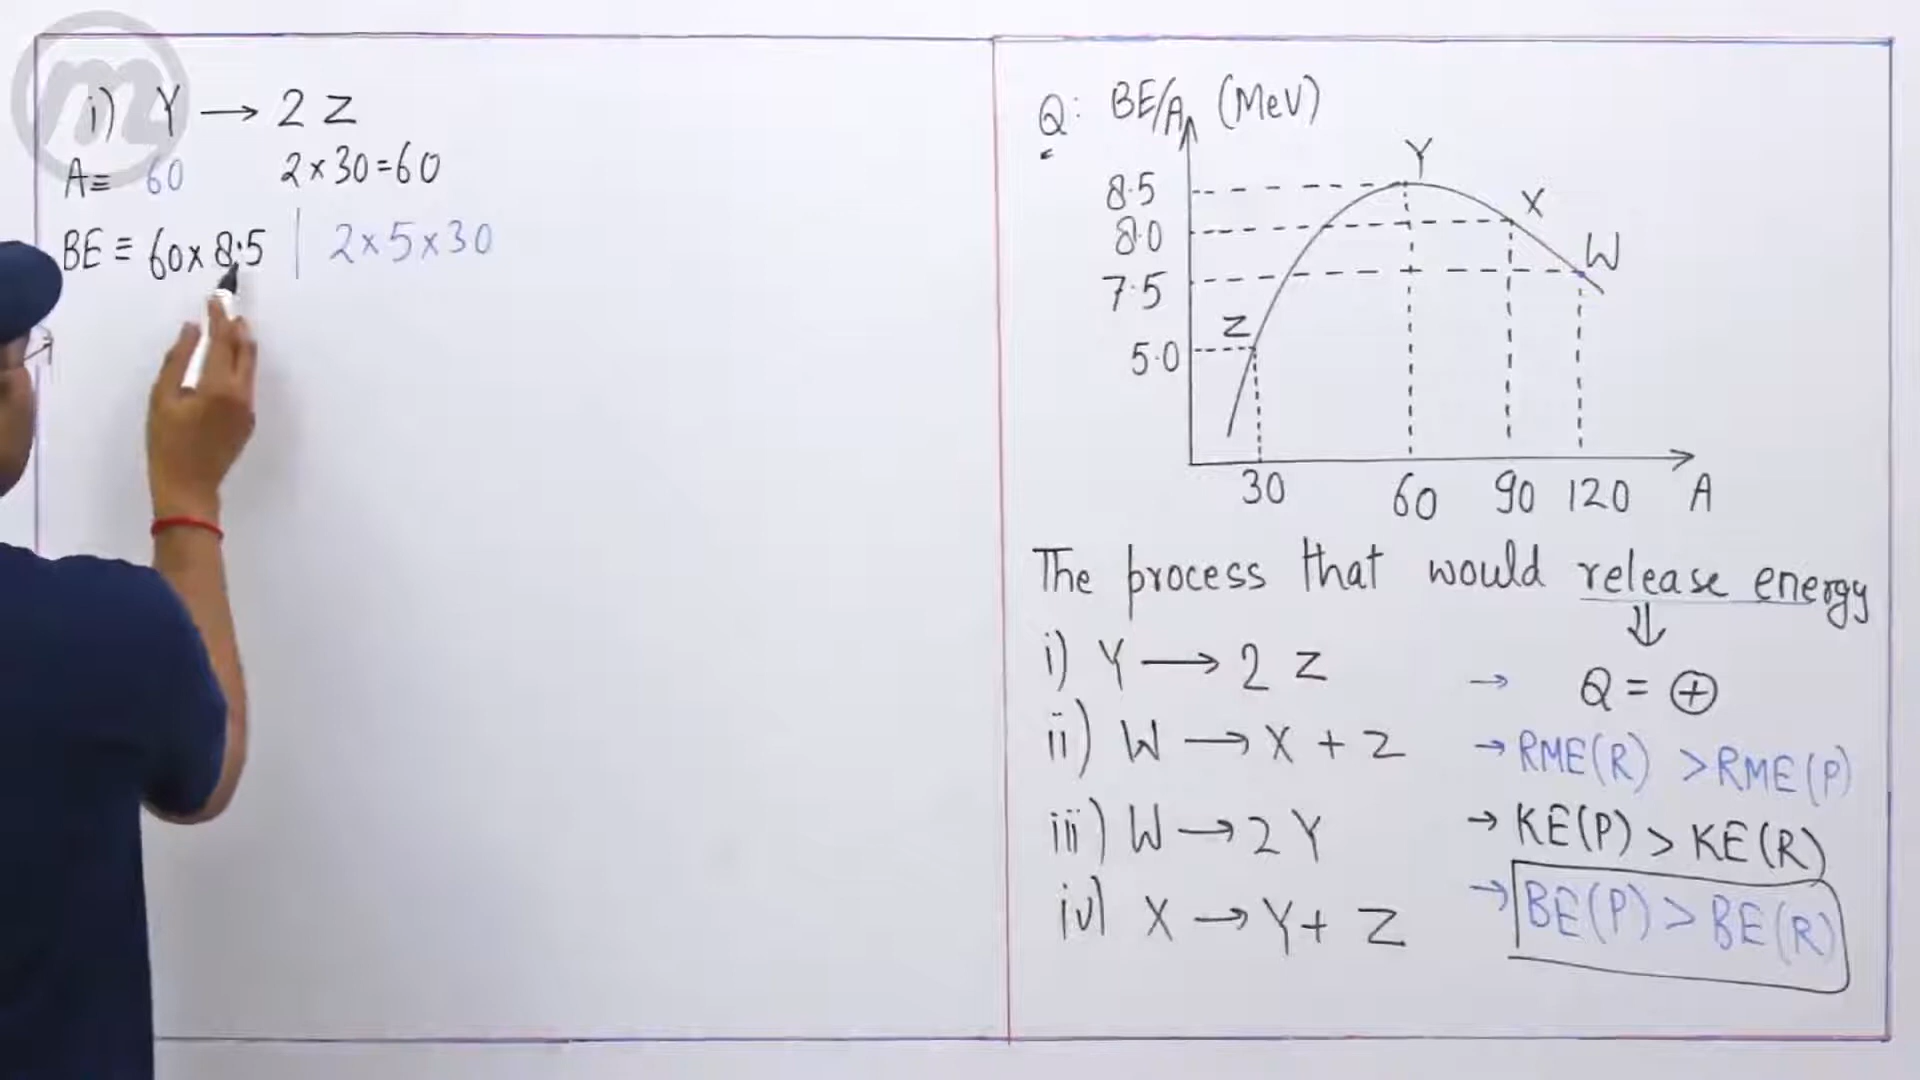 i) Y → 2 Z
A≡ 60 2×30=60
BE ≡ 60×8.5 | 2×5×30
Q: BE/A (MeV)
Y
8.5
X
8.0
W
7.5
Z
5.0
30 60 90 120 A
The process that would release energy
⇓
i) Y → 2 Z → Q = ⊕
ii) W → X + Z → RME(R) > RME(P)
iii) W → 2 Y → KE(P) > KE(R)
iv) X → Y + Z → BE(P) > BE(R)
m